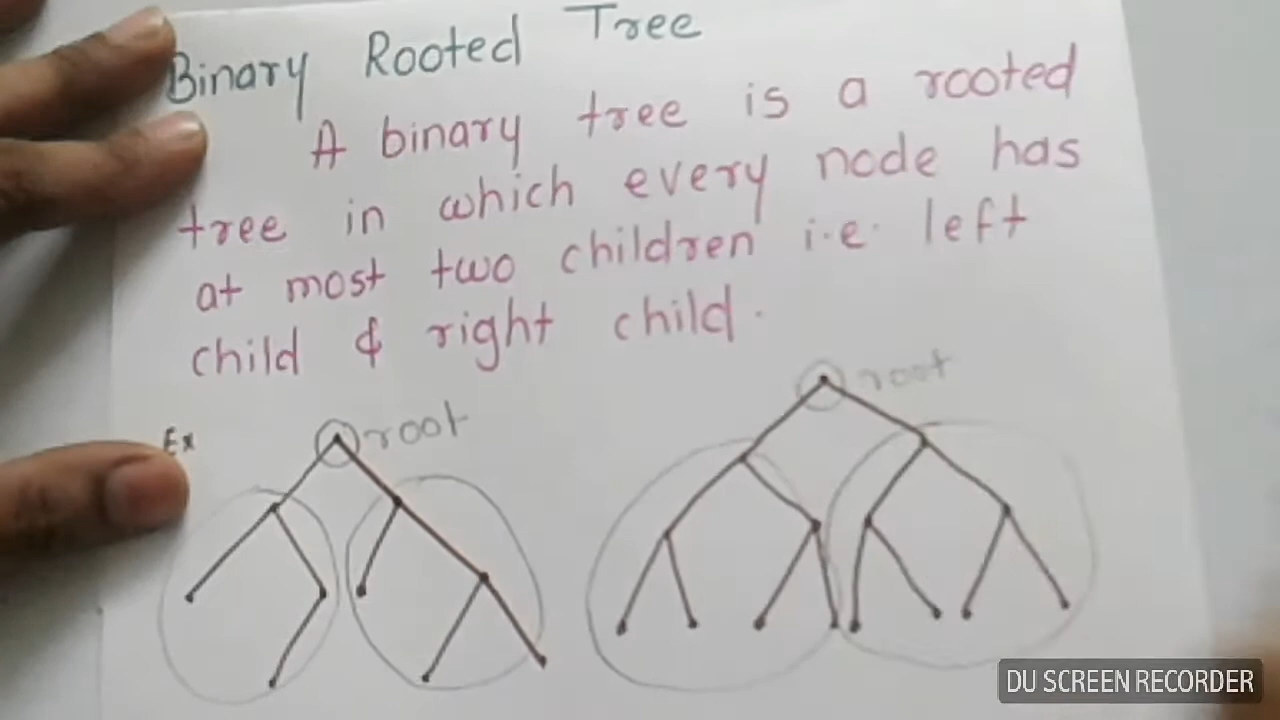 Binary Rooted Tree
A binary tree is a rooted
tree in which every node has
at most two children i.e. left
child & right child.
Ex
root
root
DU SCREEN RECORDER